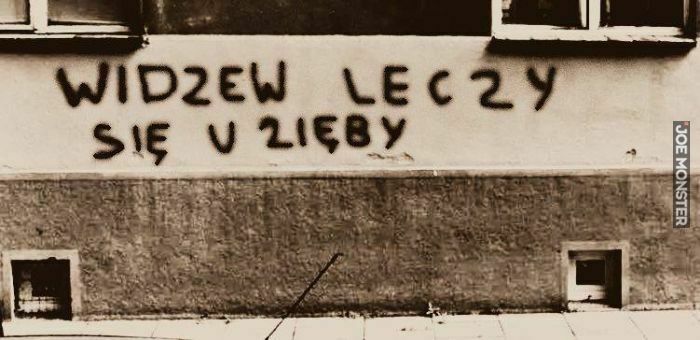 WIDZEW LECZY
SIĘ U ZIĘBY
JOE MONSTER